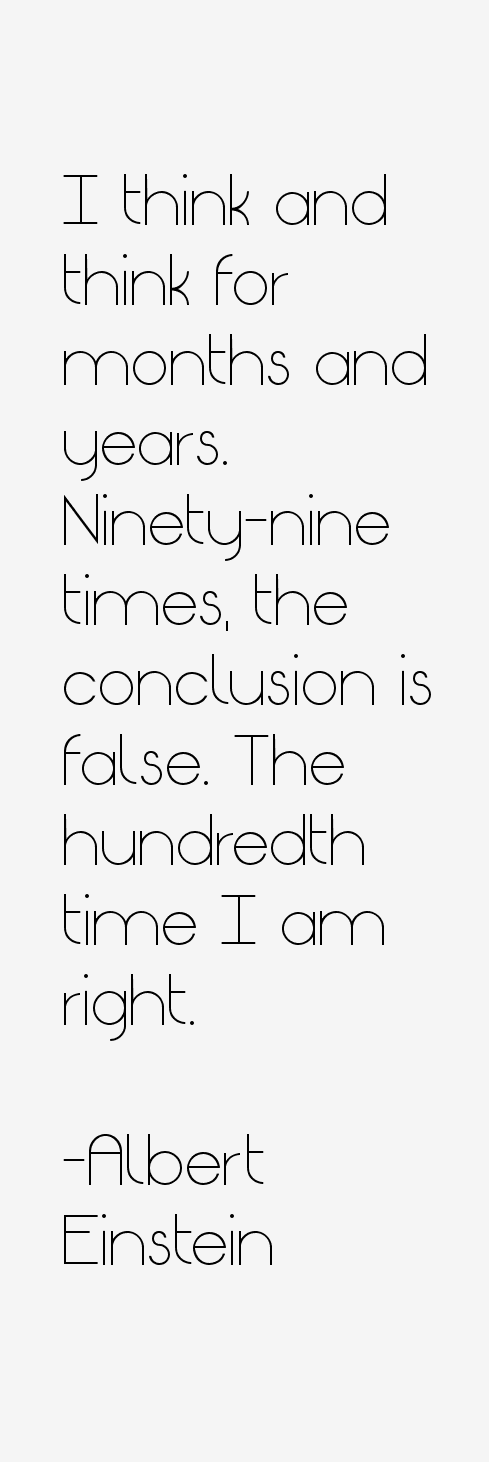 I think and
think for
months and
years.
Ninety-nine
times, the
conclusion is
false. The
hundredth
time I am
right.
-Albert
Einstein